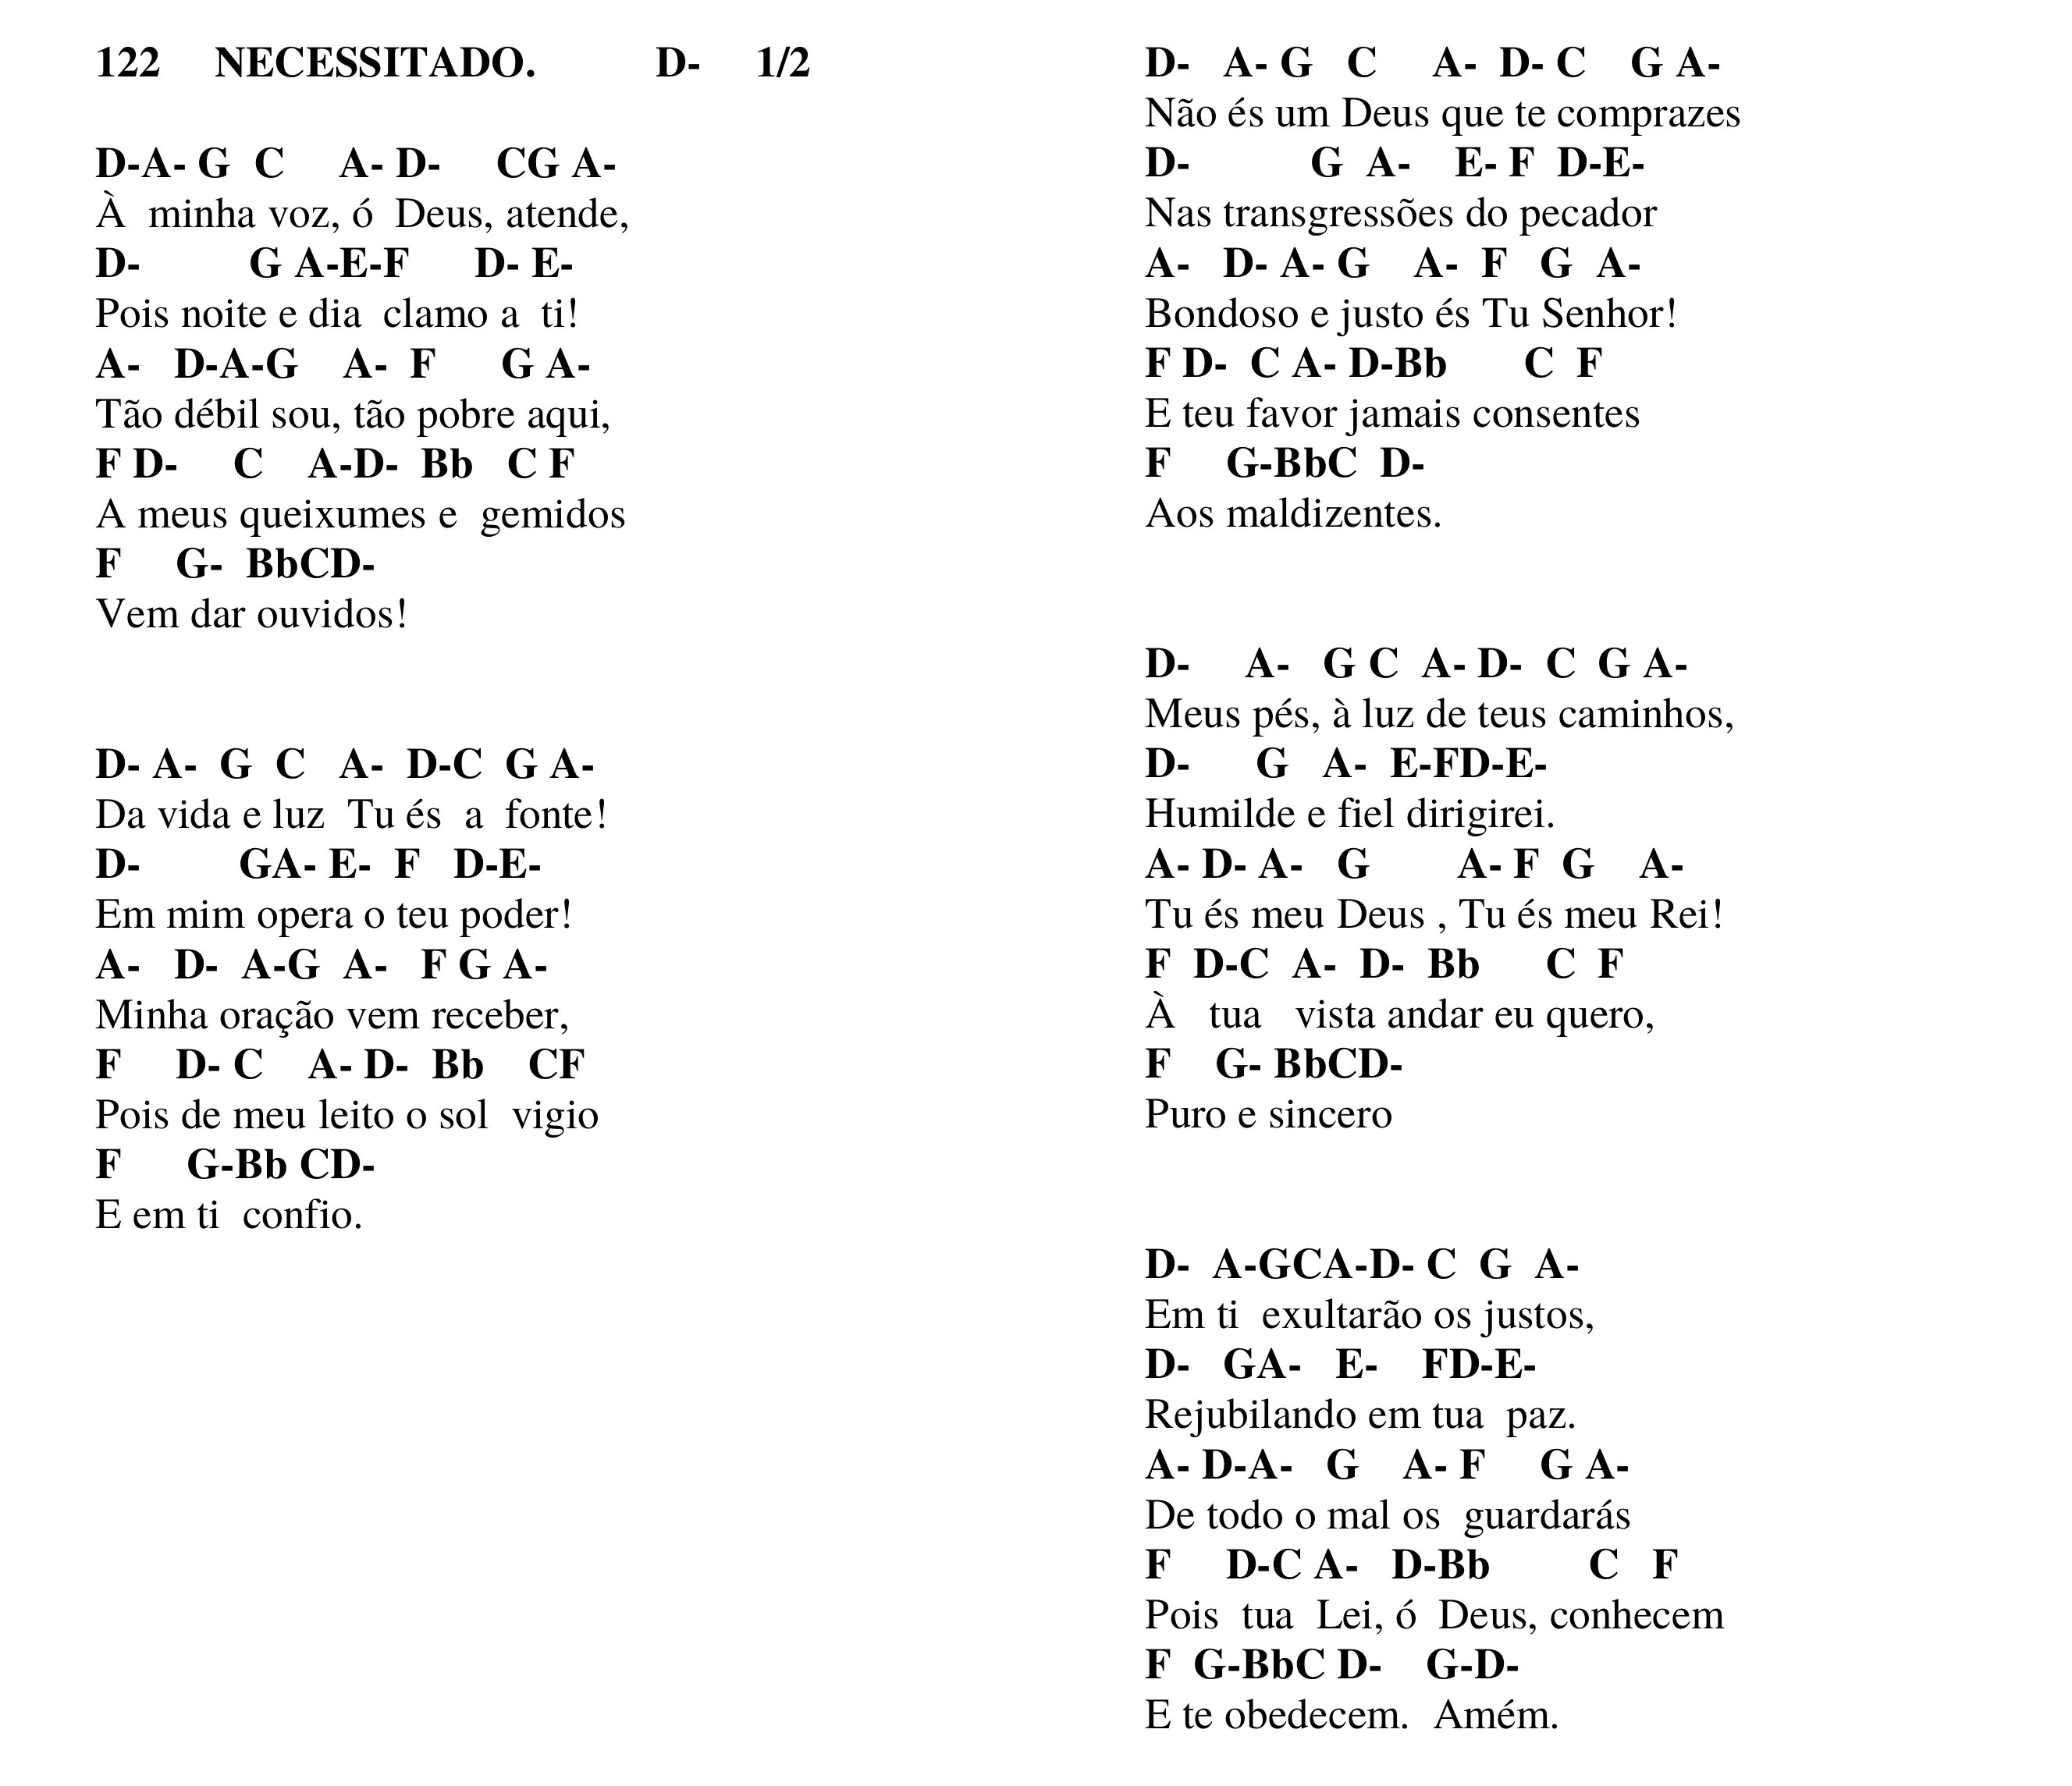 122 NECESSITADO. D- 1/2
D-A- G C A- D- CG A-
À minha voz, ó Deus, atende,
D- G A-E-F D- E-
Pois noite e dia clamo a ti!
A- D-A-G A- F G A-
Tão débil sou, tão pobre aqui,
F D- C A-D- Bb C F
A meus queixumes e gemidos
F G- BbCD-
Vem dar ouvidos!
D- A- G C A- D-C G A-
Da vida e luz Tu és a fonte!
D- GA- E- F D-E-
Em mim opera o teu poder!
A- D- A-G A- F G A-
Minha oração vem receber,
F D- C A- D- Bb CF
Pois de meu leito o sol vigio
F G-Bb CD-
E em ti confio.
D- A- G C A- D- C G A-
Não és um Deus que te comprazes
D- G A- E- F D-E-
Nas transgressões do pecador
A- D- A- G A- F G A-
Bondoso e justo és Tu Senhor!
F D- C A- D-Bb C F
E teu favor jamais consentes
F G-BbC D-
Aos maldizentes.
D- A- G C A- D- C G A-
Meus pés, à luz de teus caminhos,
D- G A- E-FD-E-
Humilde e fiel dirigirei.
A- D- A- G A- F G A-
Tu és meu Deus , Tu és meu Rei!
F D-C A- D- Bb C F
À tua vista andar eu quero,
F G- BbCD-
Puro e sincero
D- A-GCA-D- C G A-
Em ti exultarão os justos,
D- GA- E- FD-E-
Rejubilando em tua paz.
A- D-A- G A- F G A-
De todo o mal os guardarás
F D-C A- D-Bb C F
Pois tua Lei, ó Deus, conhecem
F G-BbC D- G-D-
E te obedecem. Amém.